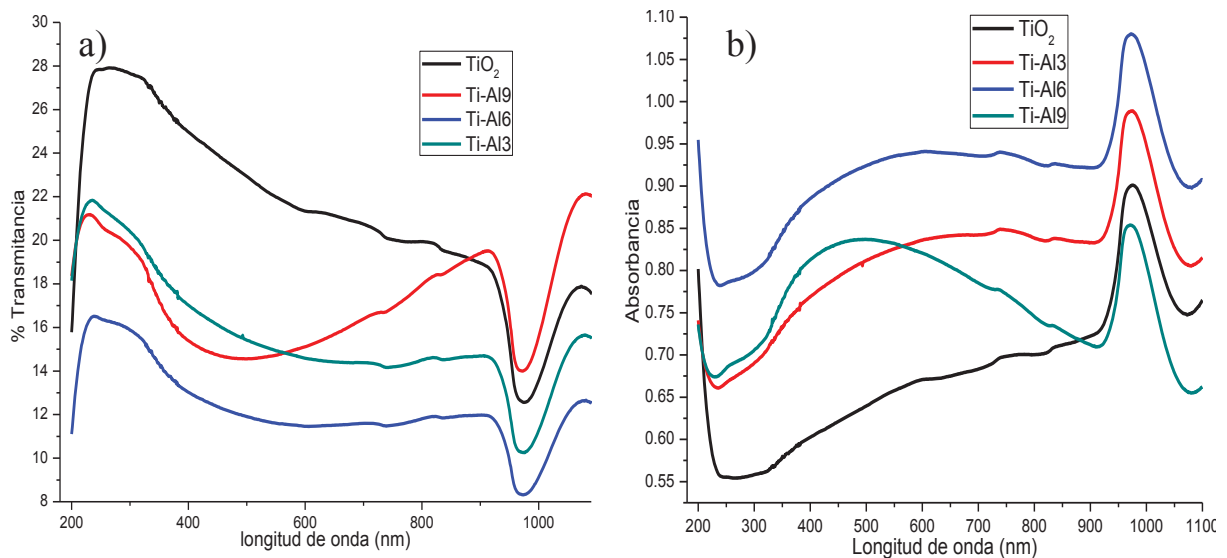 a)
TiO2
Ti-Al9
Ti-Al6
Ti-Al3
% Transmitancia
32
30
28
26
24
22
20
18
16
14
12
10
8
200 400 600 800 1000
longitud de onda (nm)
b)
TiO2
Ti-Al3
Ti-Al6
Ti-Al9
Absorbancia
1.10
1.05
1.00
0.95
0.90
0.85
0.80
0.75
0.70
0.65
0.60
0.55
200 300 400 500 600 700 800 900 1000 1100
Longitud de onda (nm)